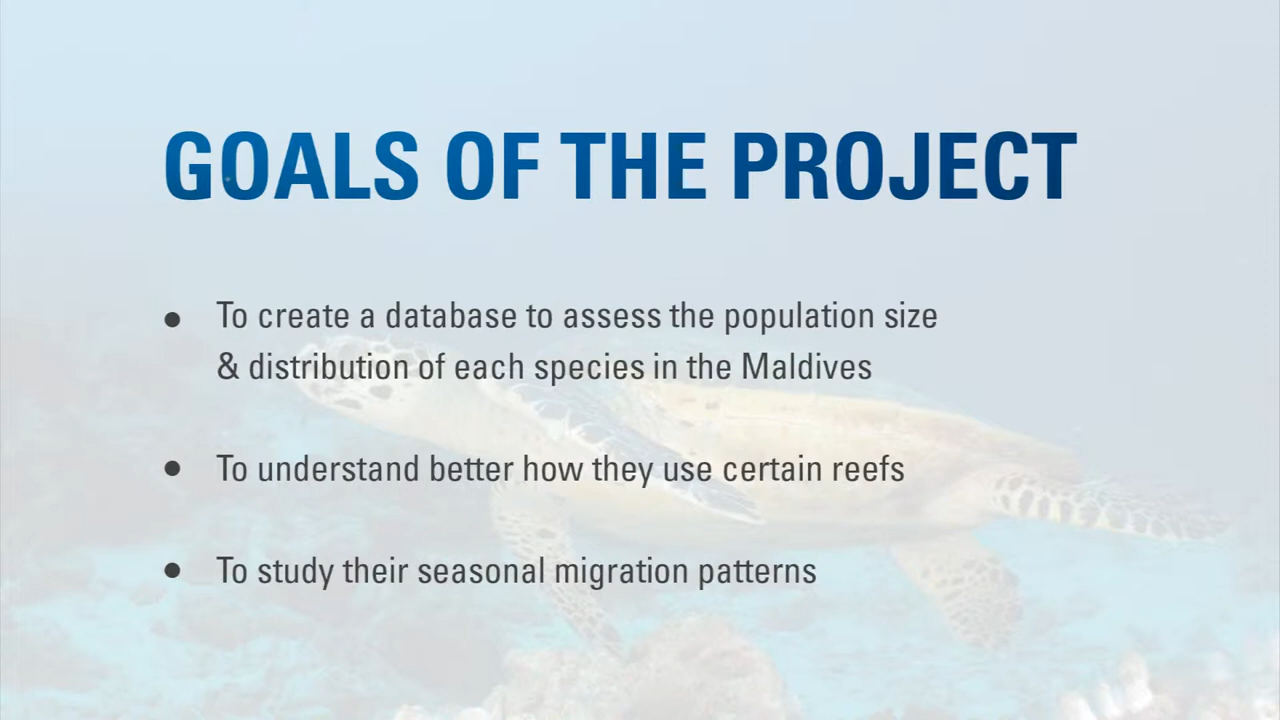 GOALS OF THE PROJECT
• To create a database to assess the population size
& distribution of each species in the Maldives
• To understand better how they use certain reefs
• To study their seasonal migration patterns